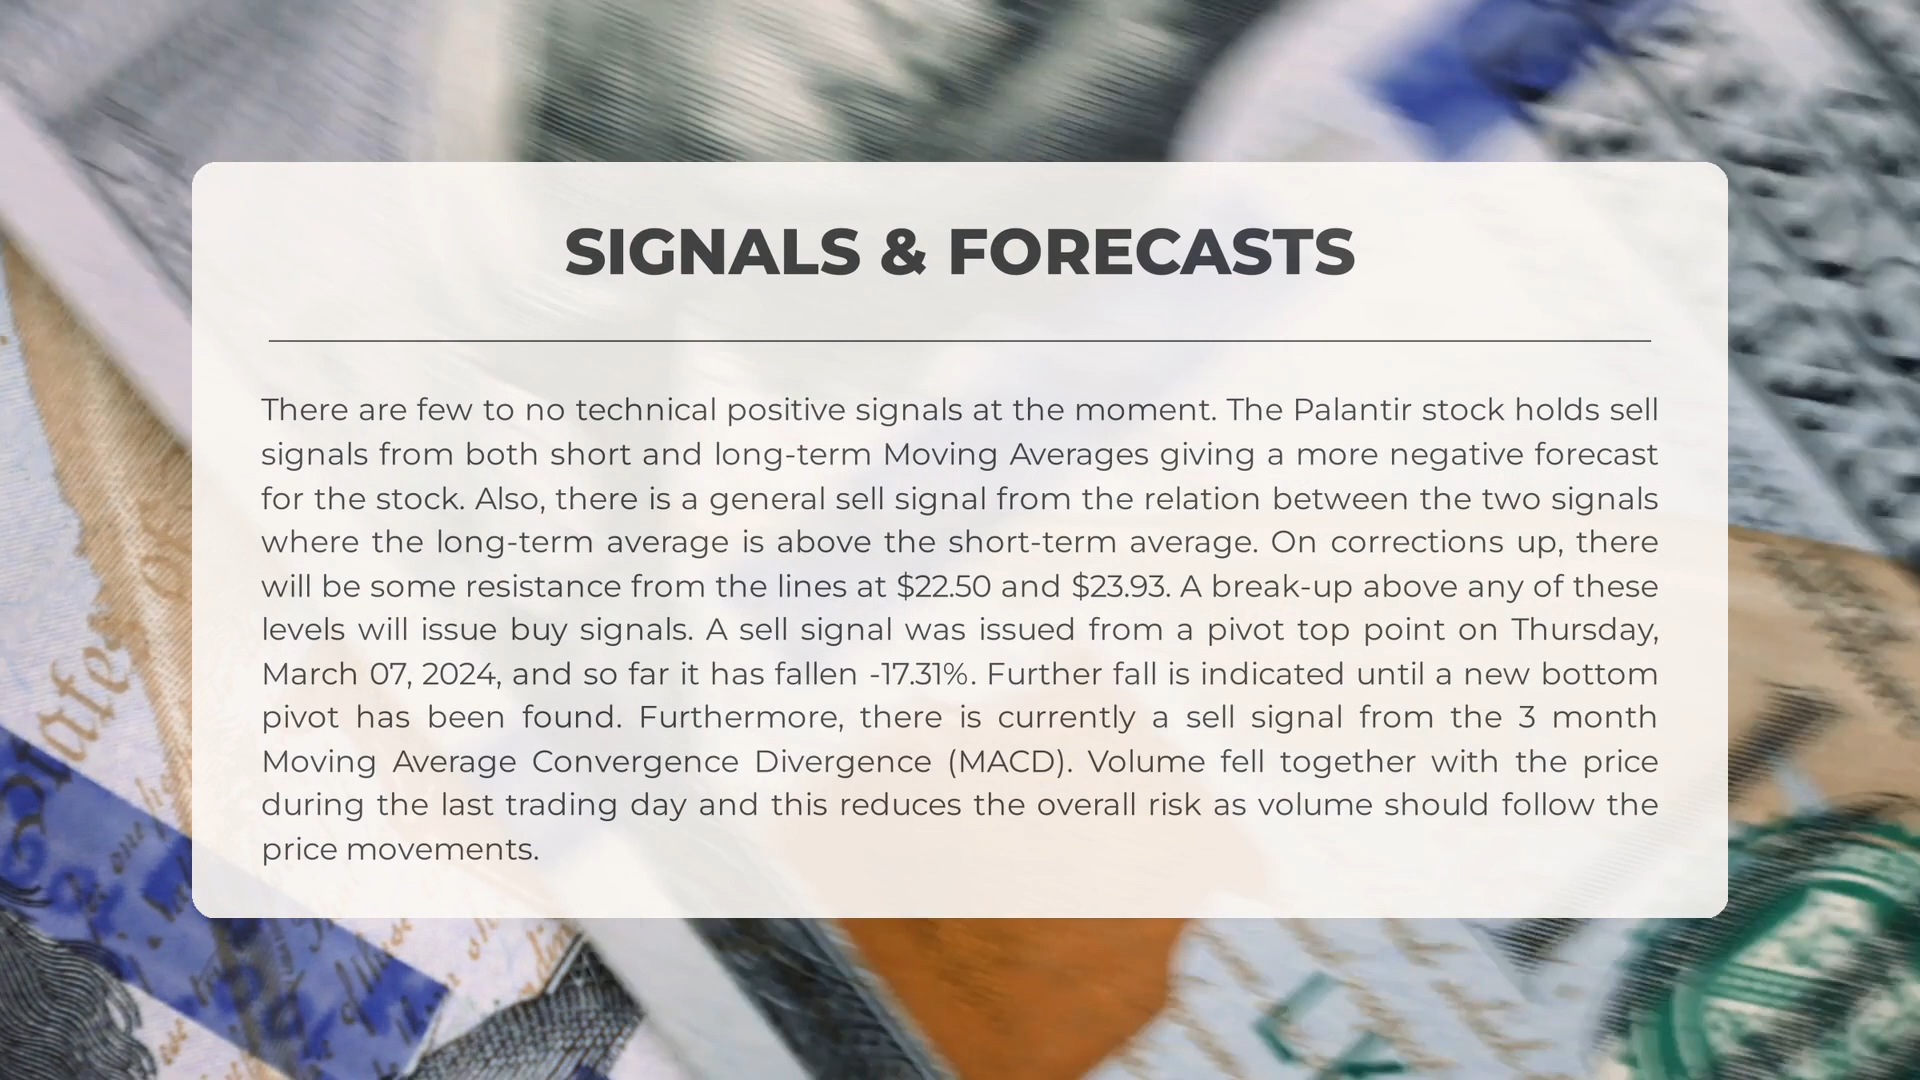 SIGNALS & FORECASTS
There are few to no technical positive signals at the moment. The Palantir stock holds sell
signals from both short and long-term Moving Averages giving a more negative forecast
for the stock. Also, there is a general sell signal from the relation between the two signals
where the long-term average is above the short-term average. On corrections up, there
will be some resistance from the lines at $22.50 and $23.93. A break-up above any of these
levels will issue buy signals. A sell signal was issued from a pivot top point on Thursday,
March 07, 2024, and so far it has fallen -17.31%. Further fall is indicated until a new bottom
pivot has been found. Furthermore, there is currently a sell signal from the 3 month
Moving Average Convergence Divergence (MACD). Volume fell together with the price
during the last trading day and this reduces the overall risk as volume should follow the
price movements.